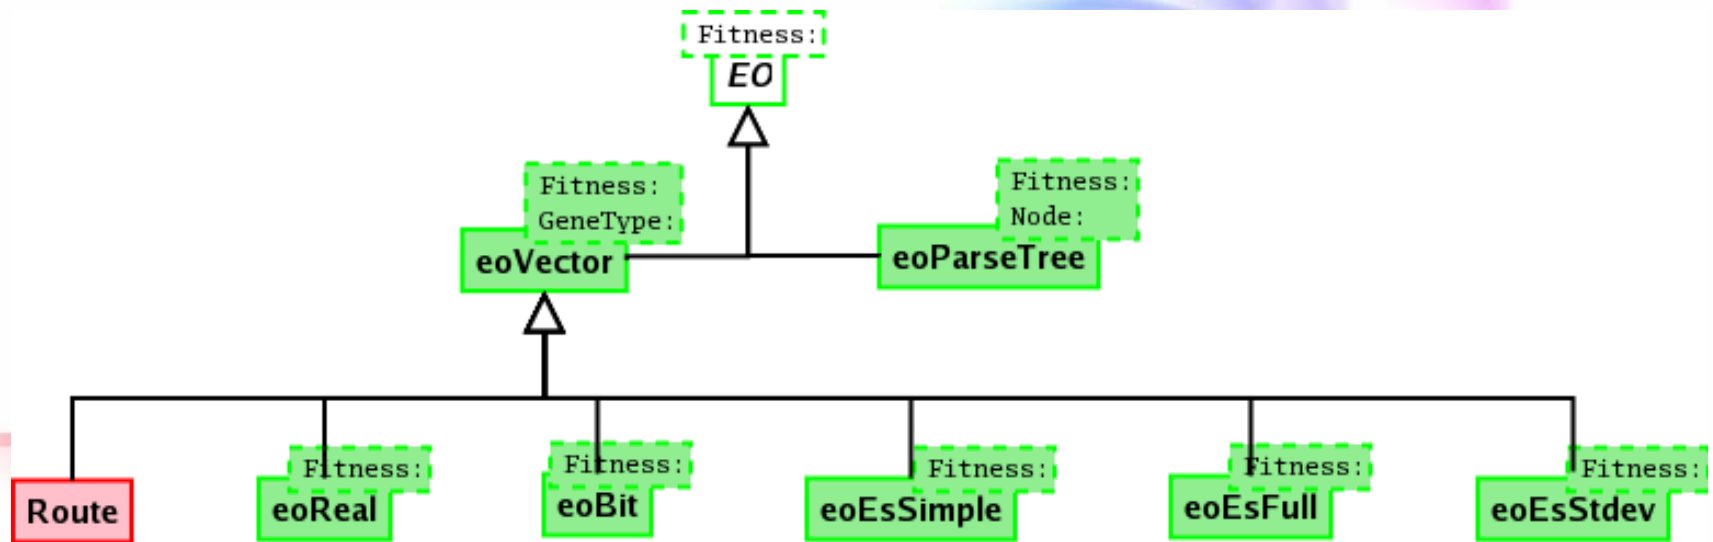 Fitness:
EO
Fitness:
GeneType:
eoVector
Fitness:
Node:
eoParseTree
Route
Fitness:
eoReal
Fitness:
eoBit
Fitness:
eoEsSimple
Fitness:
eoEsFull
Fitness:
eoEsStdev